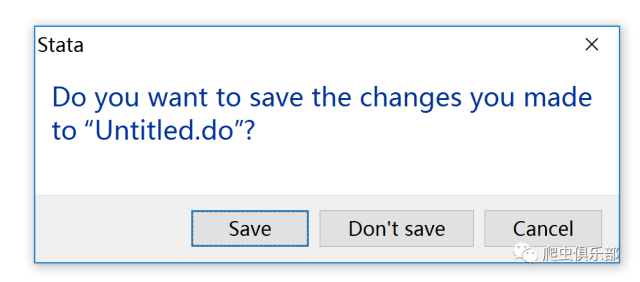 Stata
Do you want to save the changes you made
to “Untitled.do”?
Save
Don't save
Cancel
爬虫俱乐部